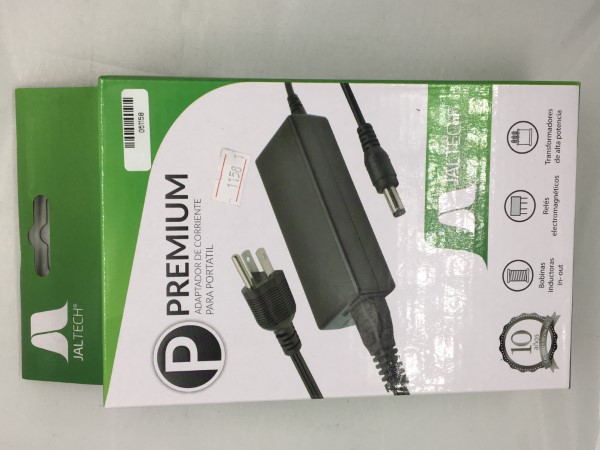 JALTECH®
051158
P
PREMIUM
ADAPTADOR DE CORRIENTE
PARA PORTATIL
1158
JALTECH
10
años
Bobinas
inductoras
in-out
Relés
electromagnéticos
Transformadores
de alta potencia